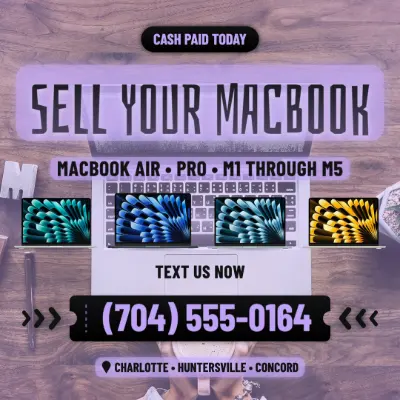 CASH PAID TODAY
SELL YOUR MACBOOK
MACBOOK AIR • PRO • M1 THROUGH M5
TEXT US NOW
(704) 555-0164
CHARLOTTE • HUNTERSVILLE • CONCORD